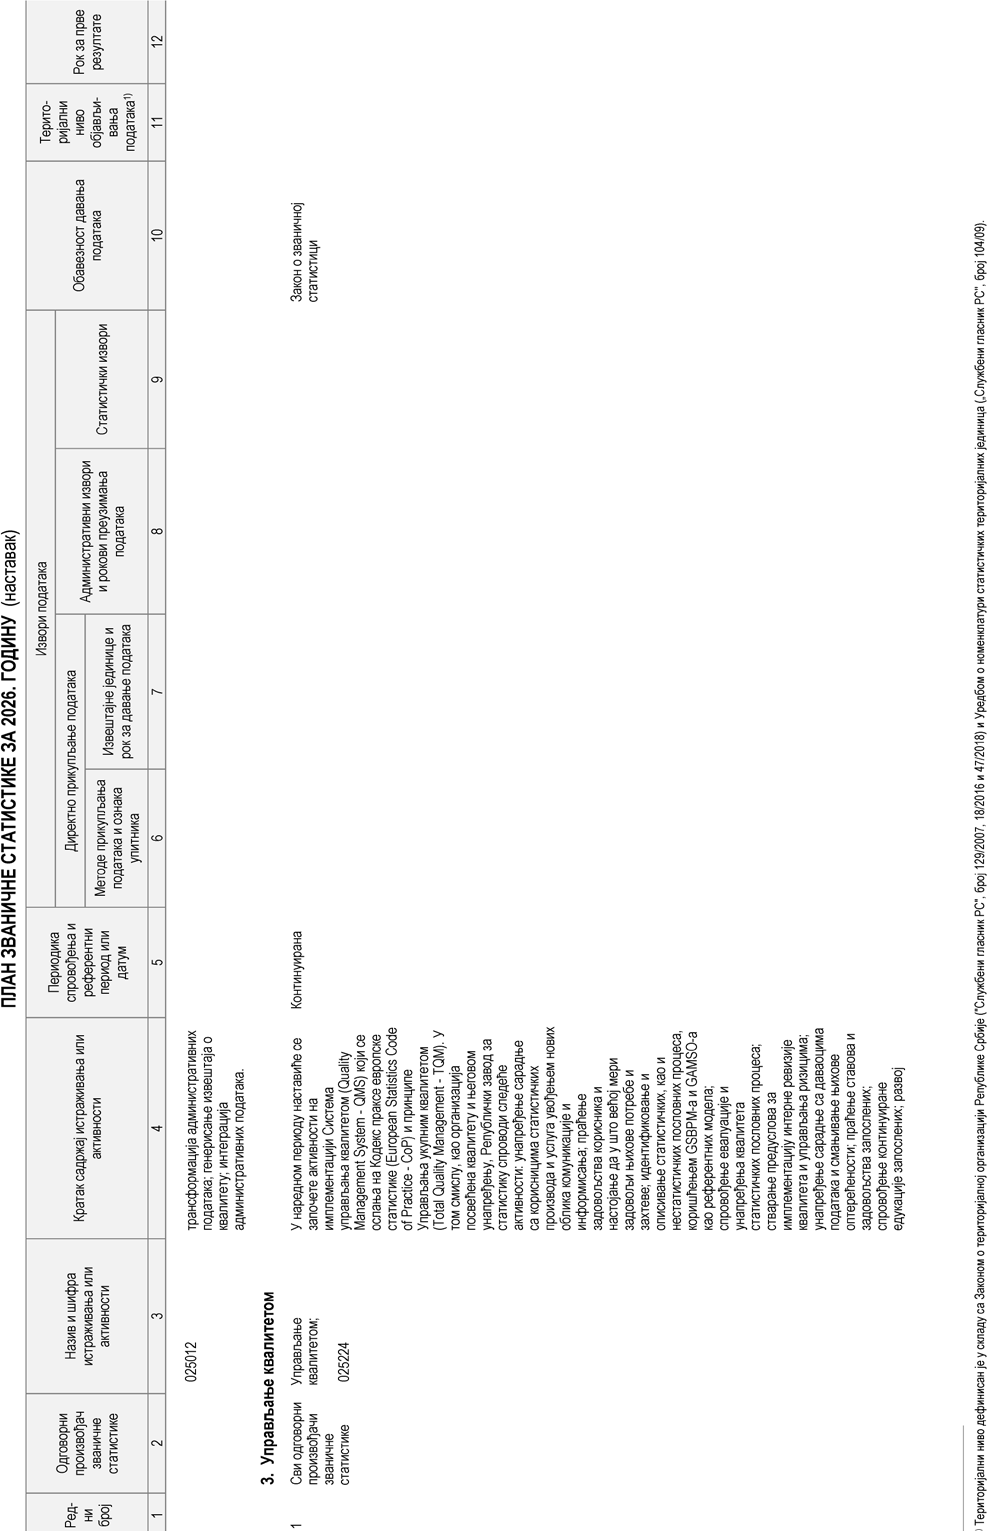 ПЛАН ЗВАНИЧНЕ СТАТИСТИКЕ ЗА 2026. ГОДИНУ (наставак)
Ред-
ни
број
Одговорни
произвођач
званичне
статистике
Назив и шифра
истраживања или
активности
Кратак садржај истраживања или
активности
Периодика
спровођења и
референтни
период или
датум
Извори података
Директно прикупљање података
Методе прикупљања
података и ознака
упитника
Извештајне јединице и
рок за давање података
Административни извори
и рокови преузимања
података
Статистички извори
Обавезност давања
података
Терито-
ријални
ниво
објављи-
вања
података1)
Рок за прве
резултате
1 2 3 4 5 6 7 8 9 10 11 12
025012
трансформација административних
података; генерисање извештаја о
квалитету; интеграција
административних података.
3. Управљање квалитетом
1
Сви одговорни
произвођачи
званичне
статистике
Управљање
квалитетом;
025224
У наредном периоду наставиће се
започете активности на
имплементацији Система
управљања квалитетом (Quality
Management System - QMS) који се
ослања на Кодекс праксе европске
статистике (European Statistics Code
of Practice - CoP) и принципе
Управљања укупним квалитетом
(Total Quality Management - TQM). У
том смислу, као организација
посвећена квалитету и његовом
унапређењу, Републички завод за
статистику спроводи следеће
активности: унапређење сарадње
са корисницима статистичких
производа и услуга увођењем нових
облика комуникације и
информисања; праћење
задовољства корисника и
настојање да у што већој мери
задовољи њихове потребе и
захтеве; идентификовање и
описивање статистичких, као и
нестатистичких пословних процеса,
коришћењем GSBPM-a и GAMSO-a
као референтних модела;
спровођење евалуације и
унапређења квалитета
статистичких пословних процеса;
стварање предуслова за
имплементацију интерне ревизије
квалитета и управљања ризицима;
унапређење сарадње са даваоцима
података и смањивање њихове
оптерећености; праћење ставова и
задовољства запослених;
спровођење континуиране
едукације запослених; развој
Континуирана
Закон о званичној
статистици
) Територијални ниво дефинисан је у складу са Законом о територијалној организацији Републике Србије ("Службени гласник РС", број 129/2007, 18/2016 и 47/2018) и Уредбом о номенклатури статистичких територијалних јединица („Службени гласник РС", број 104/09).